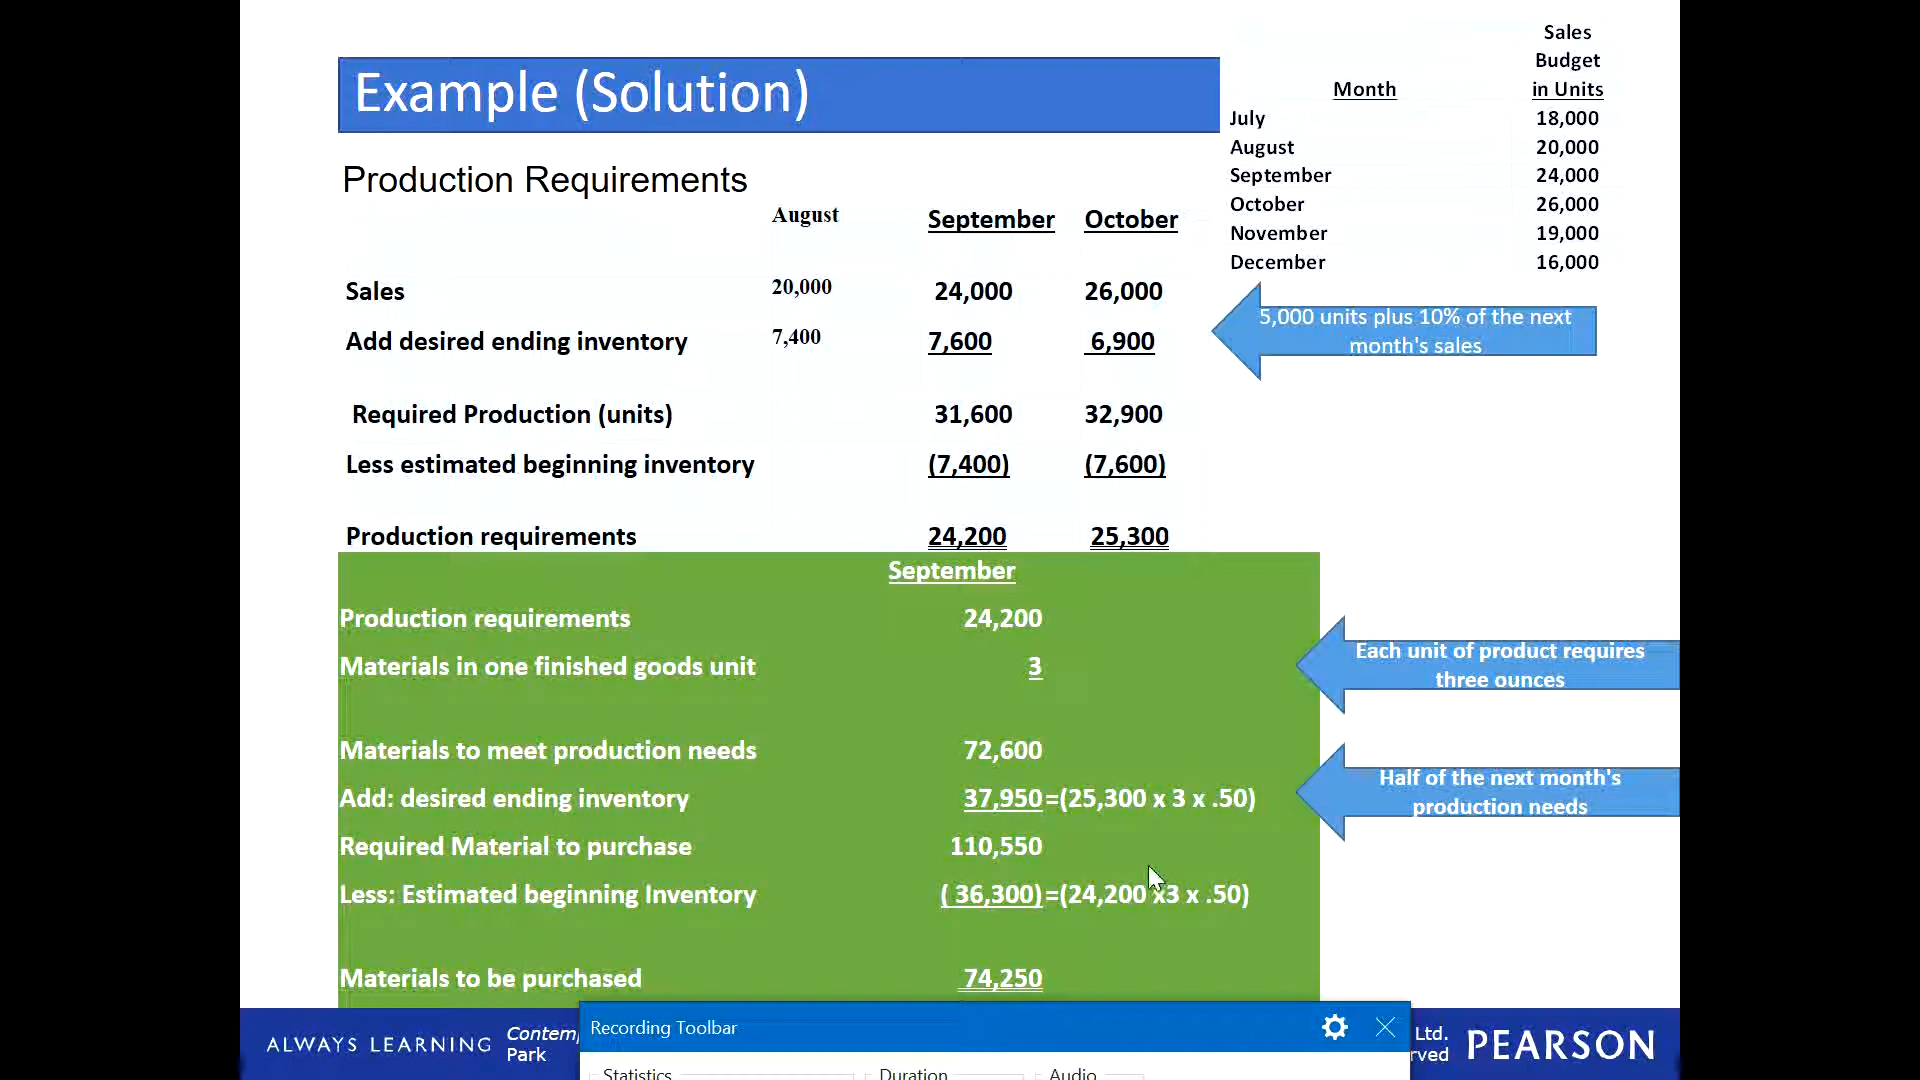 Example (Solution)
Sales
Budget
Month in Units
July 18,000
August 20,000
September 24,000
October 26,000
November 19,000
December 16,000
Production Requirements
August September October
Sales 20,000 24,000 26,000
Add desired ending inventory 7,400 7,600 6,900
5,000 units plus 10% of the next
month's sales
Required Production (units) 31,600 32,900
Less estimated beginning inventory (7,400) (7,600)
Production requirements 24,200 25,300
September
Production requirements 24,200
Materials in one finished goods unit 3
Each unit of product requires
three ounces
Materials to meet production needs 72,600
Add: desired ending inventory 37,950 =(25,300 x 3 x .50)
Half of the next month's
production needs
Required Material to purchase 110,550
Less: Estimated beginning Inventory ( 36,300) =(24,200 x3 x .50)
Materials to be purchased 74,250
ALWAYS LEARNING
Park
Recording Toolbar
Ltd.
PEARSON
Statistics Duration Audio